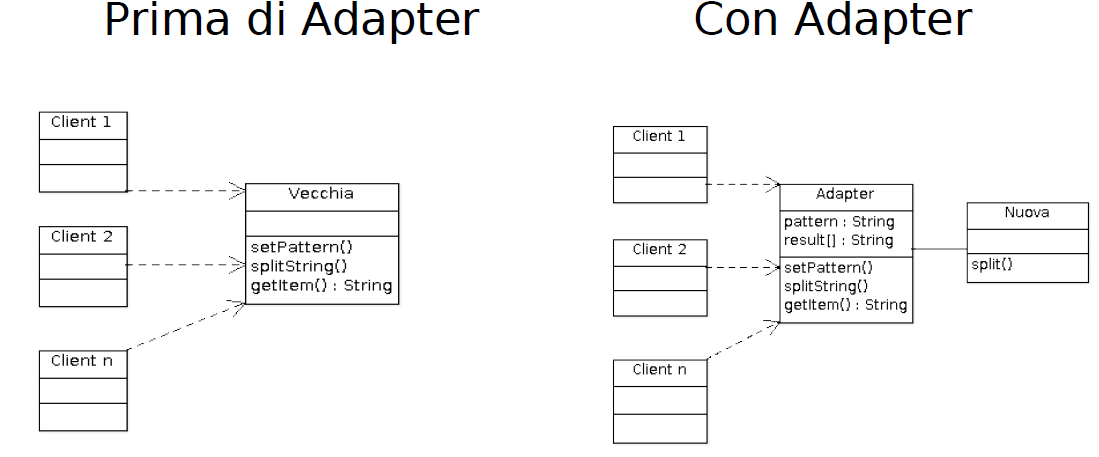 Prima di Adapter
Con Adapter
Client 1
Client 2
Client n
Vecchia
setPattern()
splitString()
getItem() : String
Client 1
Client 2
Client n
Adapter
pattern : String
result[] : String
setPattern()
splitString()
getItem() : String
Nuova
split()